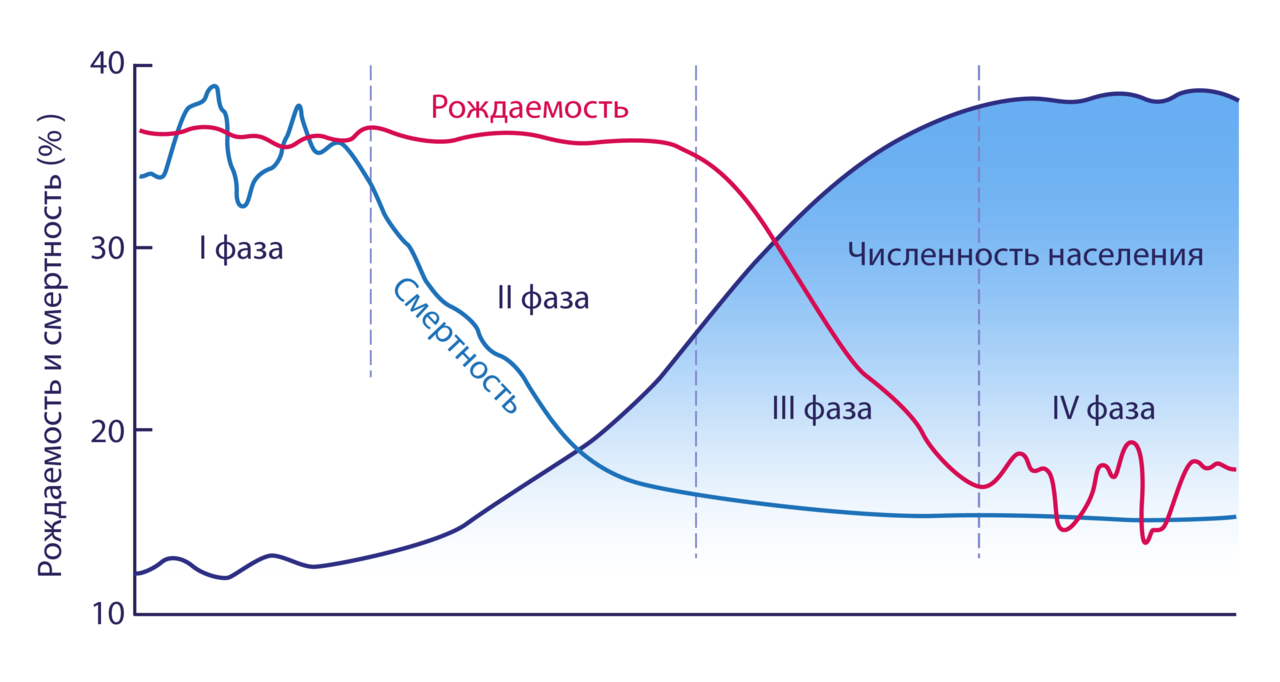 Рождаемость и смертность (% )
40
30
20
10
Рождаемость
I фаза
Смертность
II фаза
Численность населения
III фаза
IV фаза